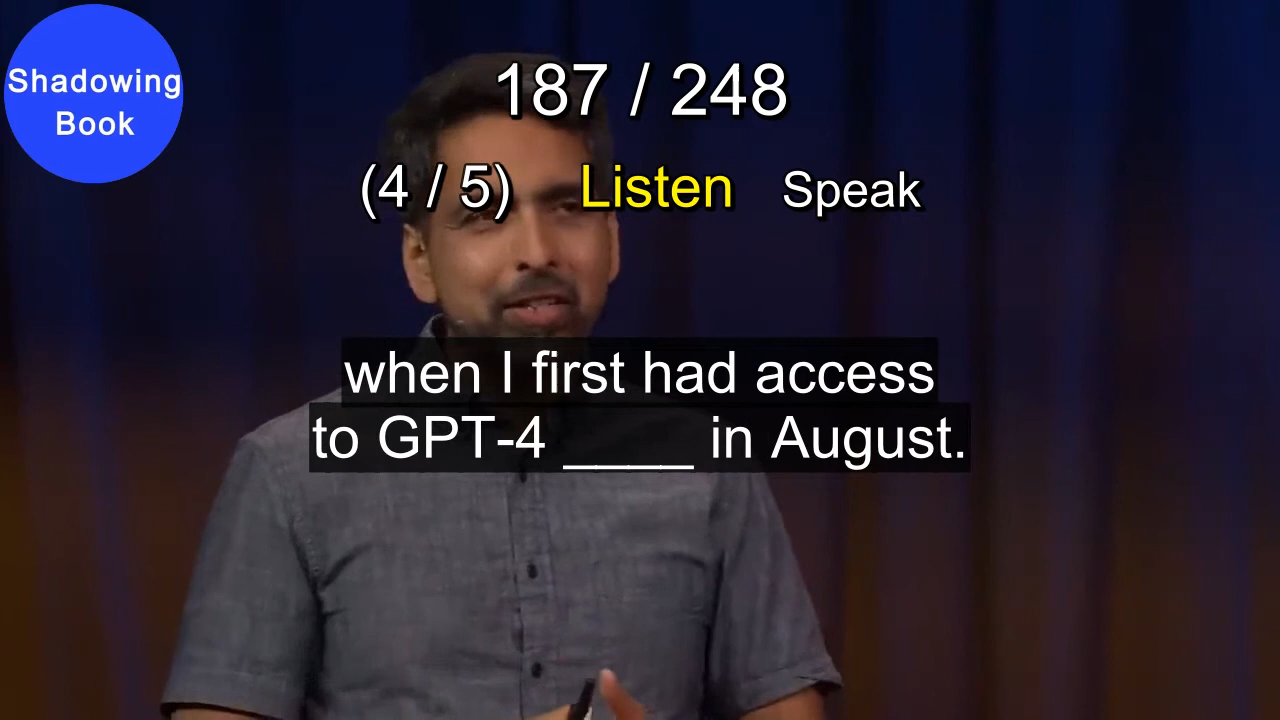 Shadowing
Book
187 / 248
(4 / 5) Listen Speak
when I first had access
to GPT-4 ____ in August.